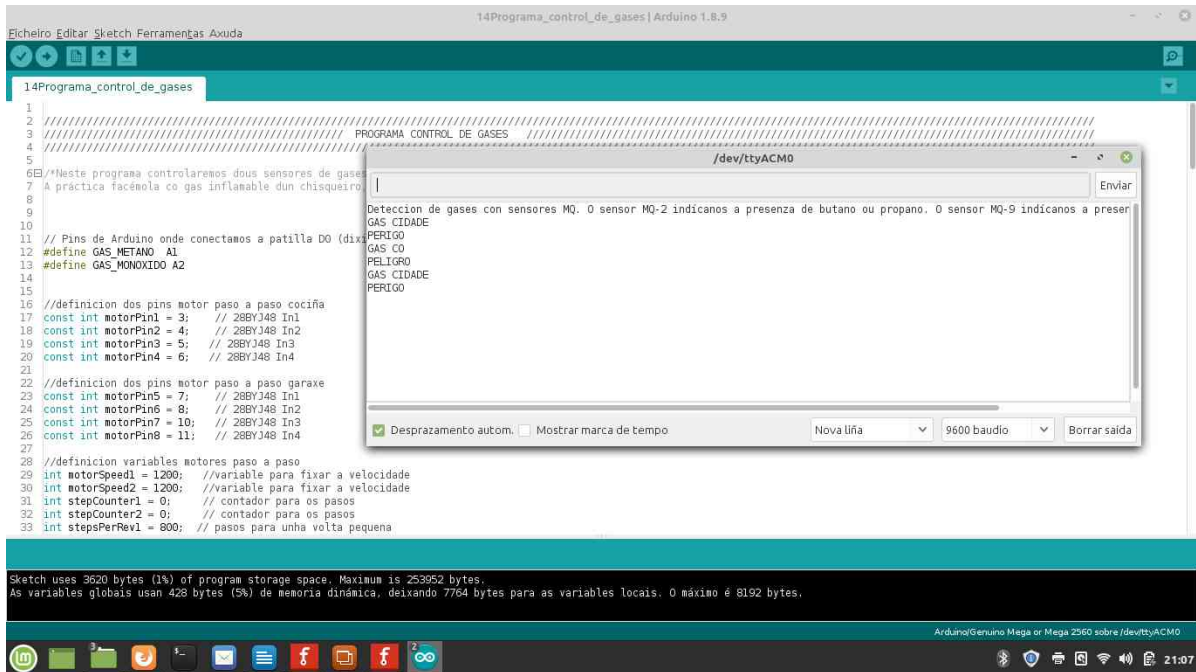 14Programa_control_de_gases | Arduino 1.8.9
Eicheiro Editar Sketch Ferramentas Axuda
14Programa_control_de_gases
1
2 ////////////////////////////////////////////////////////////////////////////////
3 //////////////////////////////////////////////// PROGRAMA CONTROL DE GASES ////////////////////////////////////////////////
4 ////////////////////////////////////////////////////////////////////////////////
5
6 /*Neste programa controlaremos dous sensores de gases
7 A práctica facémola co gas inflamable dun chisqueiro,
8
9
10
11 // Pins de Arduino onde conectamos a patilla DO (dixi
12 #define GAS_METANO A1
13 #define GAS_MONOXIDO A2
14
15
16 //definicion dos pins motor paso a paso cociña
17 const int motorPin1 = 3; // 28BYJ48 In1
18 const int motorPin2 = 4; // 28BYJ48 In2
19 const int motorPin3 = 5; // 28BYJ48 In3
20 const int motorPin4 = 6; // 28BYJ48 In4
21
22 //definicion dos pins motor paso a paso garaxe
23 const int motorPin5 = 7; // 28BYJ48 In1
24 const int motorPin6 = 8; // 28BYJ48 In2
25 const int motorPin7 = 10; // 28BYJ48 In3
26 const int motorPin8 = 11; // 28BYJ48 In4
27
28 //definicion variables motores paso a paso
29 int motorSpeed1 = 1200; //variable para fixar a velocidade
30 int motorSpeed2 = 1200; //variable para fixar a velocidade
31 int stepCounter1 = 0; // contador para os pasos
32 int stepCounter2 = 0; // contador para os pasos
33 int stepsPerRev1 = 800; // pasos para unha volta pequena
/dev/ttyACM0
Enviar
Deteccion de gases con sensores MQ. O sensor MQ-2 indícanos a presenza de butano ou propano. O sensor MQ-9 indícanos a preser
GAS CIDADE
PERIGO
GAS CO
PELIGRO
GAS CIDADE
PERIGO
Desprazamento autom. Mostrar marca de tempo Nova liña 9600 baudio Borrar saída
Sketch uses 3620 bytes (1%) of program storage space. Maximum is 253952 bytes.
As variables globais usan 428 bytes (5%) de memoria dinámica, deixando 7764 bytes para as variables locais. O máximo é 8192 bytes.
Arduino/Genuino Mega or Mega 2560 sobre /dev/ttyACM0
3 2 21:07